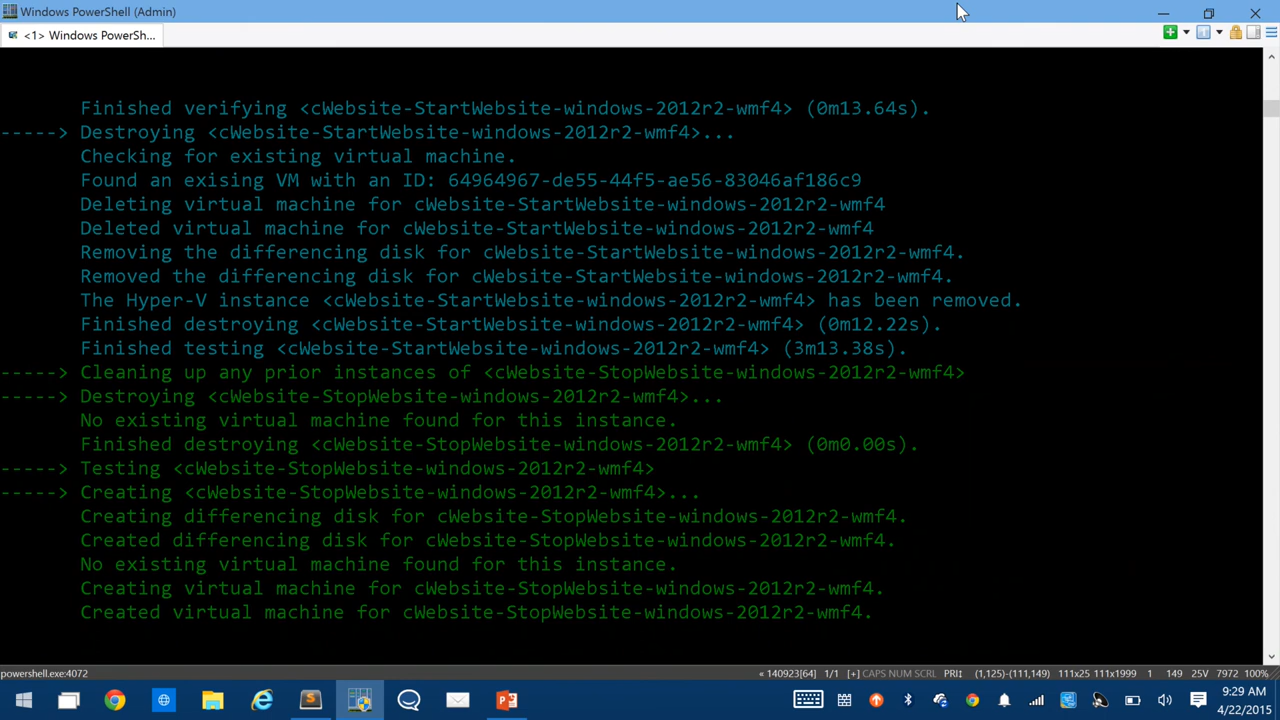 Windows PowerShell (Admin)
<1> Windows PowerSh...
Finished verifying <cWebsite-StartWebsite-windows-2012r2-wmf4> (0m13.64s).
-----> Destroying <cWebsite-StartWebsite-windows-2012r2-wmf4>...
Checking for existing virtual machine.
Found an exising VM with an ID: 64964967-de55-44f5-ae56-83046af186c9
Deleting virtual machine for cWebsite-StartWebsite-windows-2012r2-wmf4
Deleted virtual machine for cWebsite-StartWebsite-windows-2012r2-wmf4
Removing the differencing disk for cWebsite-StartWebsite-windows-2012r2-wmf4.
Removed the differencing disk for cWebsite-StartWebsite-windows-2012r2-wmf4.
The Hyper-V instance <cWebsite-StartWebsite-windows-2012r2-wmf4> has been removed.
Finished destroying <cWebsite-StartWebsite-windows-2012r2-wmf4> (0m12.22s).
Finished testing <cWebsite-StartWebsite-windows-2012r2-wmf4> (3m13.38s).
-----> Cleaning up any prior instances of <cWebsite-StopWebsite-windows-2012r2-wmf4>
-----> Destroying <cWebsite-StopWebsite-windows-2012r2-wmf4>...
No existing virtual machine found for this instance.
Finished destroying <cWebsite-StopWebsite-windows-2012r2-wmf4> (0m0.00s).
-----> Testing <cWebsite-StopWebsite-windows-2012r2-wmf4>
-----> Creating <cWebsite-StopWebsite-windows-2012r2-wmf4>...
Creating differencing disk for cWebsite-StopWebsite-windows-2012r2-wmf4.
Created differencing disk for cWebsite-StopWebsite-windows-2012r2-wmf4.
No existing virtual machine found for this instance.
Creating virtual machine for cWebsite-StopWebsite-windows-2012r2-wmf4.
Created virtual machine for cWebsite-StopWebsite-windows-2012r2-wmf4.
powershell.exe:4072 « 140923[64] 1/1 [+] CAPS NUM SCRL PRI↕ (1,125)-(111,149) 111x25 111x1999 1 149 25V 7972 100%
9:29 AM
4/22/2015